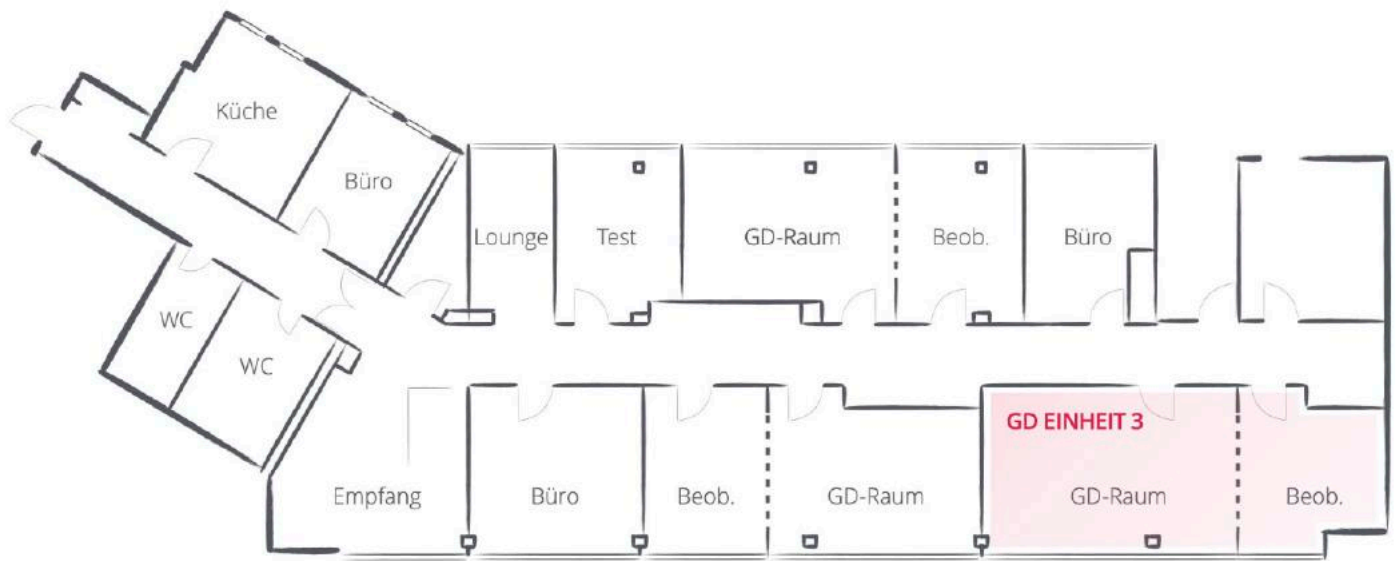 Küche
Büro
Lounge
Test
GD-Raum
Beob.
Büro
WC
WC
GD EINHEIT 3
Empfang
Büro
Beob.
GD-Raum
GD-Raum
Beob.